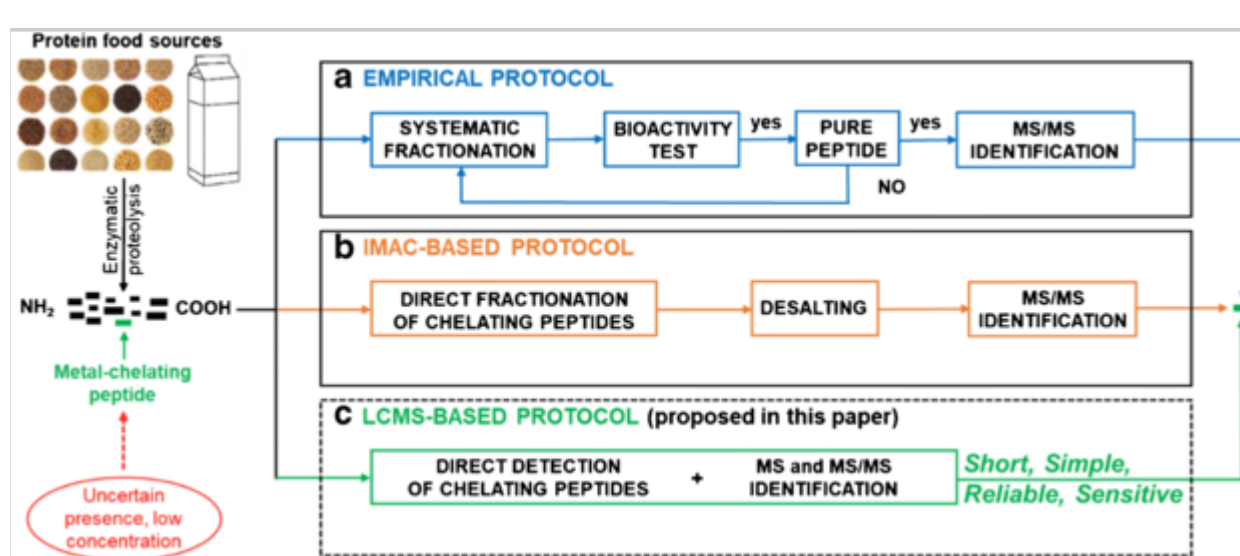 Protein food sources
Enzymatic
proteolysis
NH2
COOH
Metal-chelating
peptide
Uncertain
presence, low
concentration
a EMPIRICAL PROTOCOL
SYSTEMATIC
FRACTIONATION
BIOACTIVITY
TEST
yes
PURE
PEPTIDE
yes
NO
MS/MS
IDENTIFICATION
b IMAC-BASED PROTOCOL
DIRECT FRACTIONATION
OF CHELATING PEPTIDES
DESALTING
MS/MS
IDENTIFICATION
c LCMS-BASED PROTOCOL (proposed in this paper)
DIRECT DETECTION
OF CHELATING PEPTIDES
+
MS and MS/MS
IDENTIFICATION
Short, Simple,
Reliable, Sensitive